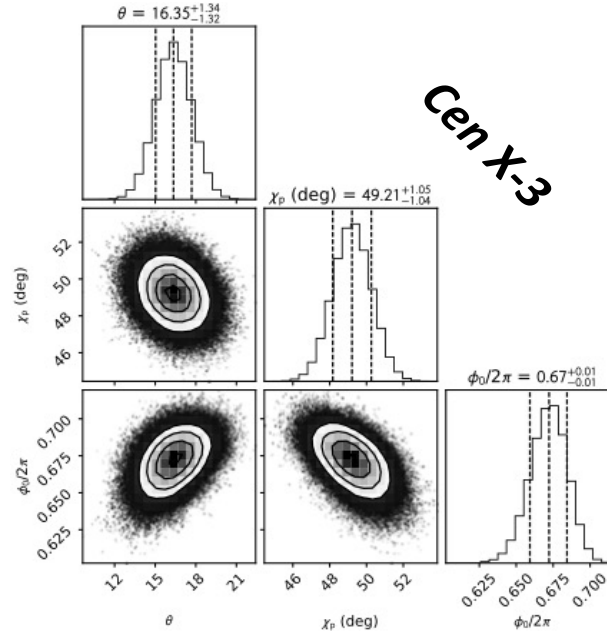 θ = 16.35+1.34−1.32
Cen X-3
χp (deg) = 49.21+1.05−1.04
52
50
48
46
χp (deg)
ϕ0/2π = 0.67+0.01−0.01
0.700
0.675
0.650
0.625
ϕ0/2π
12 15 18 21
46 48 50 52
0.625 0.650 0.675 0.700
θ χp (deg) ϕ0/2π